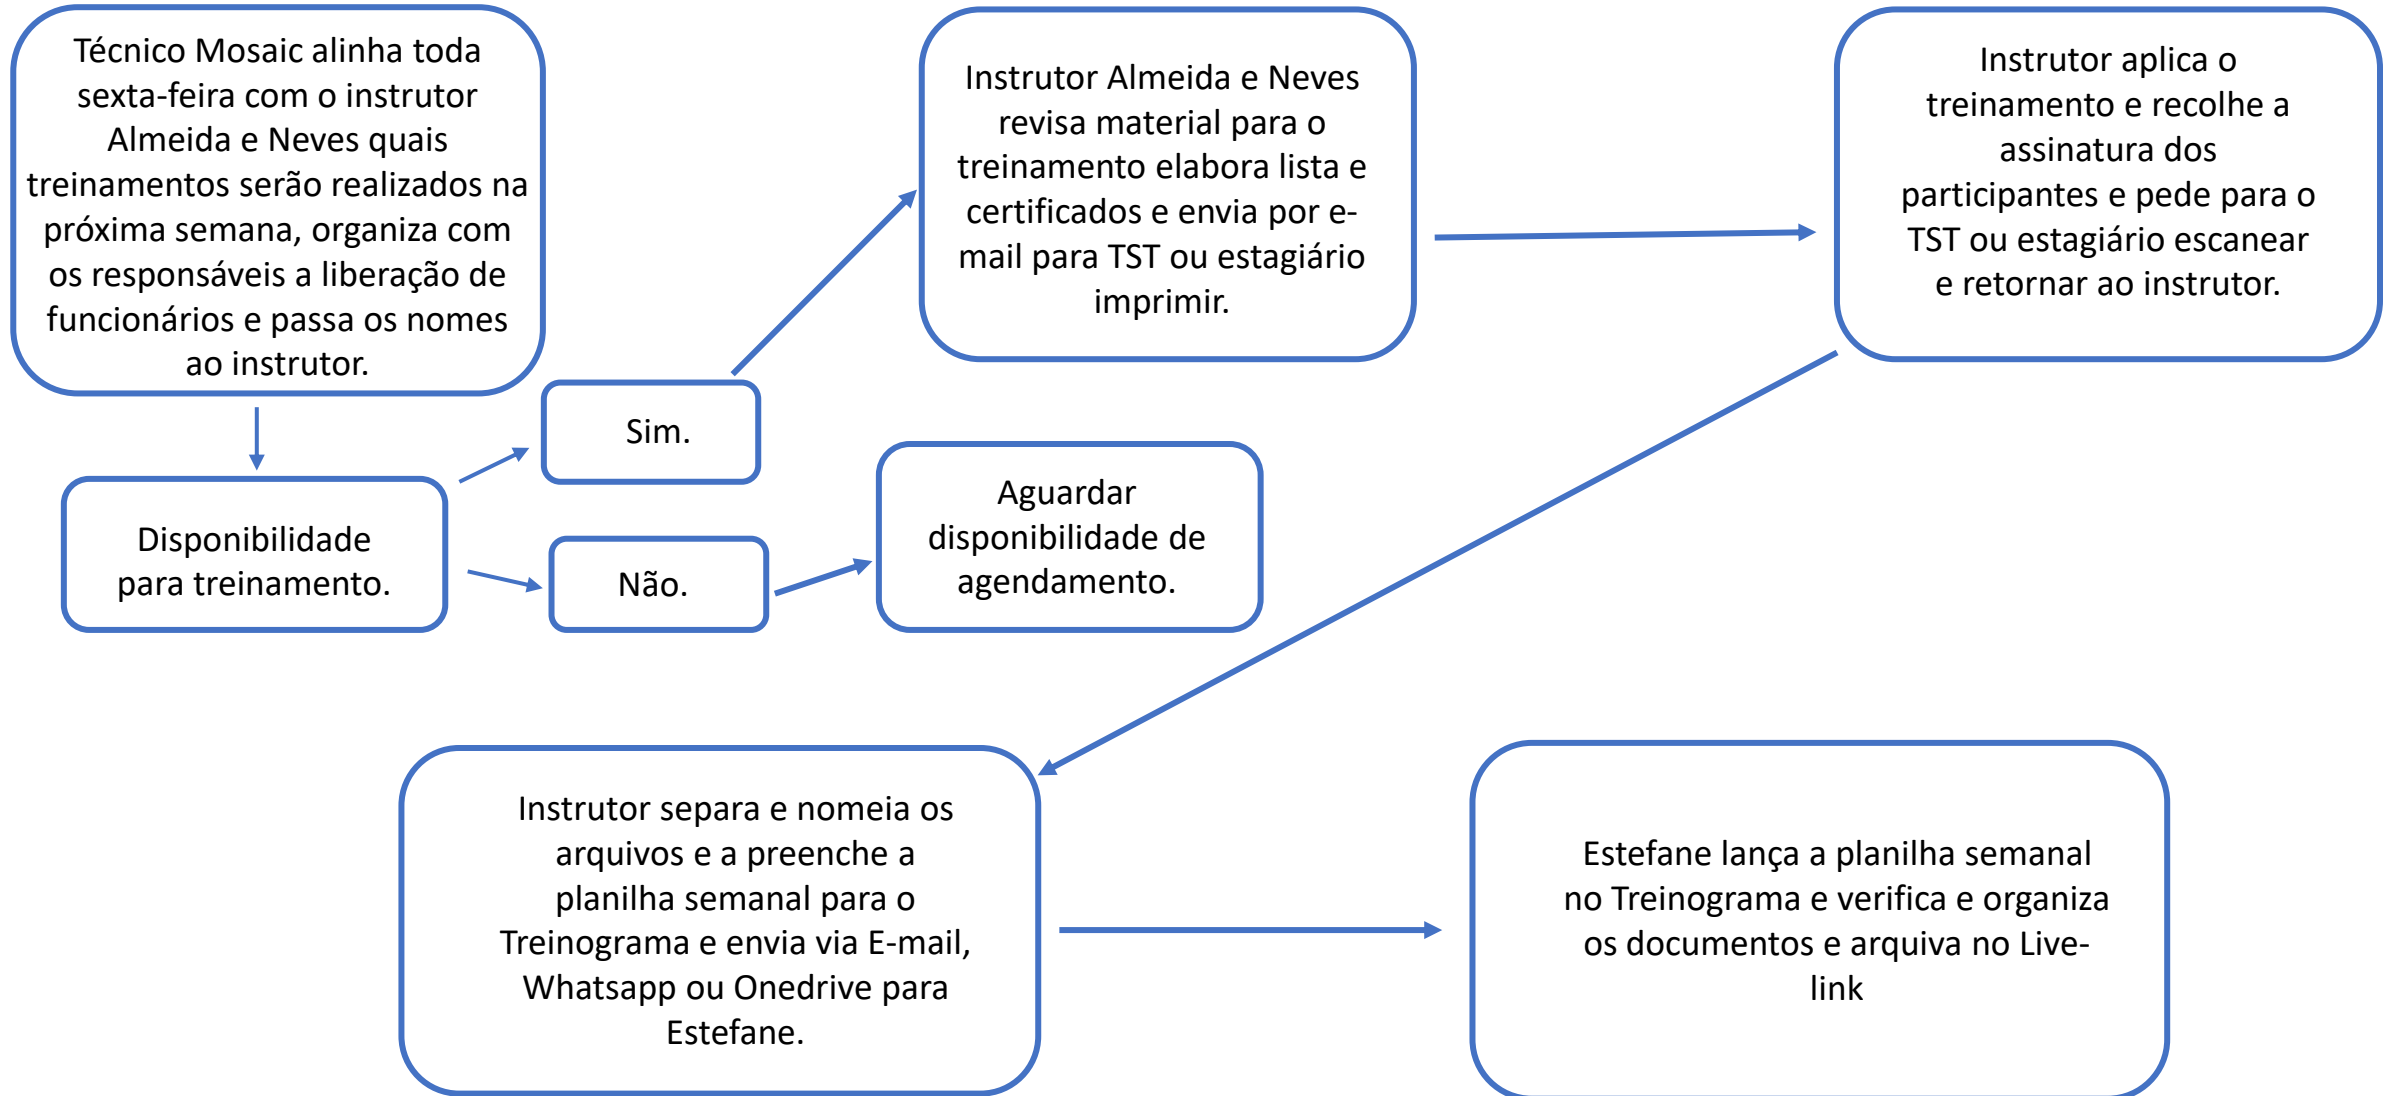 Técnico Mosaic alinha toda
sexta-feira com o instrutor
Almeida e Neves quais
treinamentos serão realizados na
próxima semana, organiza com
os responsáveis a liberação de
funcionários e passa os nomes
ao instrutor.
Disponibilidade
para treinamento.
Sim.
Não.
Aguardar
disponibilidade de
agendamento.
Instrutor Almeida e Neves
revisa material para o
treinamento elabora lista e
certificados e envia por e-
mail para TST ou estagiário
imprimir.
Instrutor aplica o
treinamento e recolhe a
assinatura dos
participantes e pede para o
TST ou estagiário escanear
e retornar ao instrutor.
Instrutor separa e nomeia os
arquivos e a preenche a
planilha semanal para o
Treinograma e envia via E-mail,
Whatsapp ou Onedrive para
Estefane.
Estefane lança a planilha semanal
no Treinograma e verifica e organiza
os documentos e arquiva no Live-
link